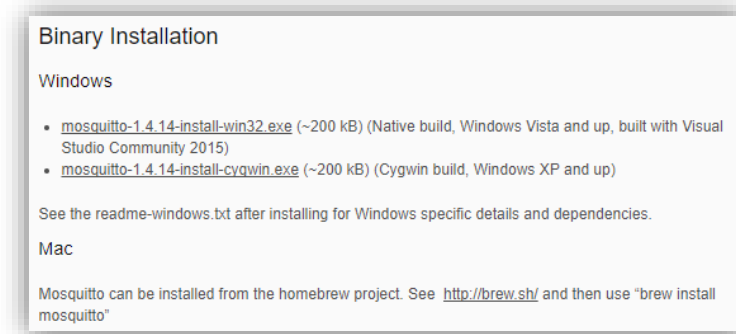 Binary Installation
Windows
• mosquitto-1.4.14-install-win32.exe (~200 kB) (Native build, Windows Vista and up, built with Visual
Studio Community 2015)
• mosquitto-1.4.14-install-cygwin.exe (~200 kB) (Cygwin build, Windows XP and up)
See the readme-windows.txt after installing for Windows specific details and dependencies.
Mac
Mosquitto can be installed from the homebrew project. See http://brew.sh/ and then use “brew install
mosquitto”